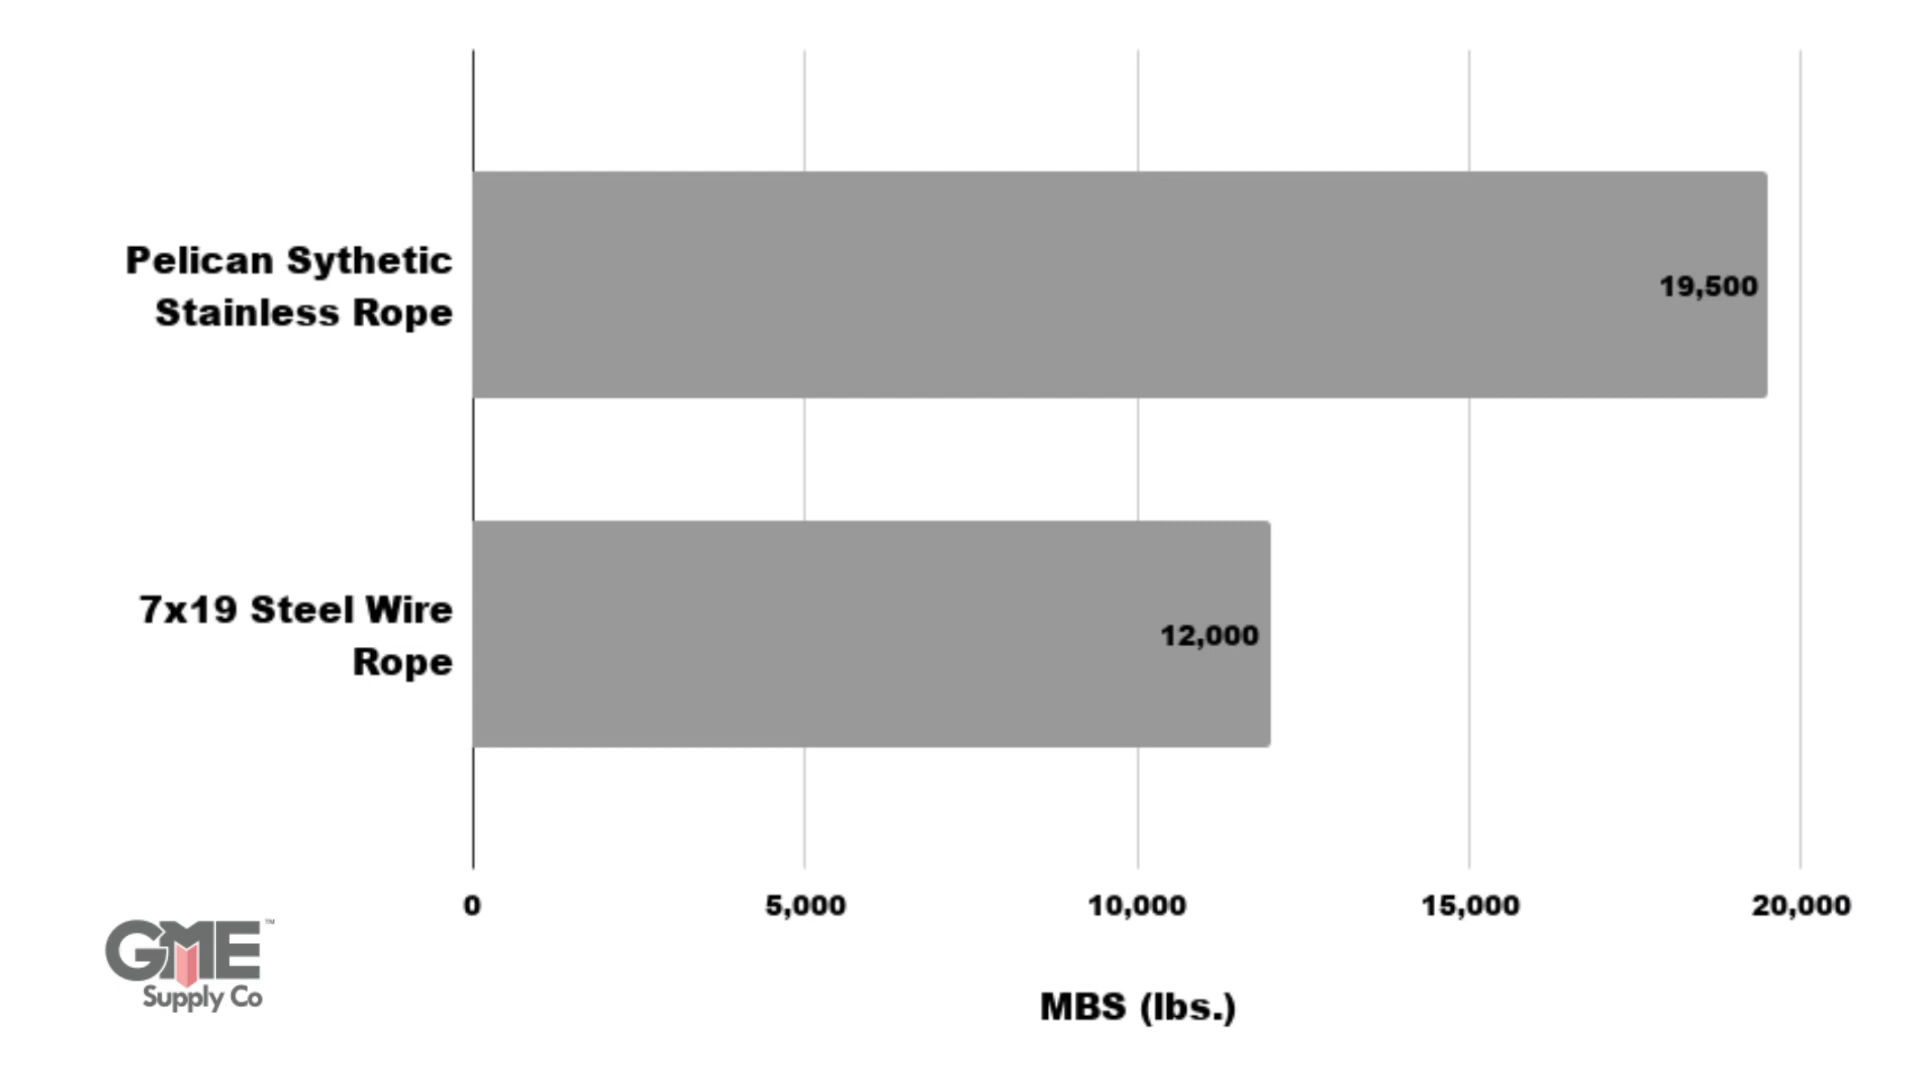 Pelican Sythetic
Stainless Rope
19,500
7x19 Steel Wire
Rope
12,000
0
5,000
10,000
15,000
20,000
MBS (lbs.)
GME™
Supply Co